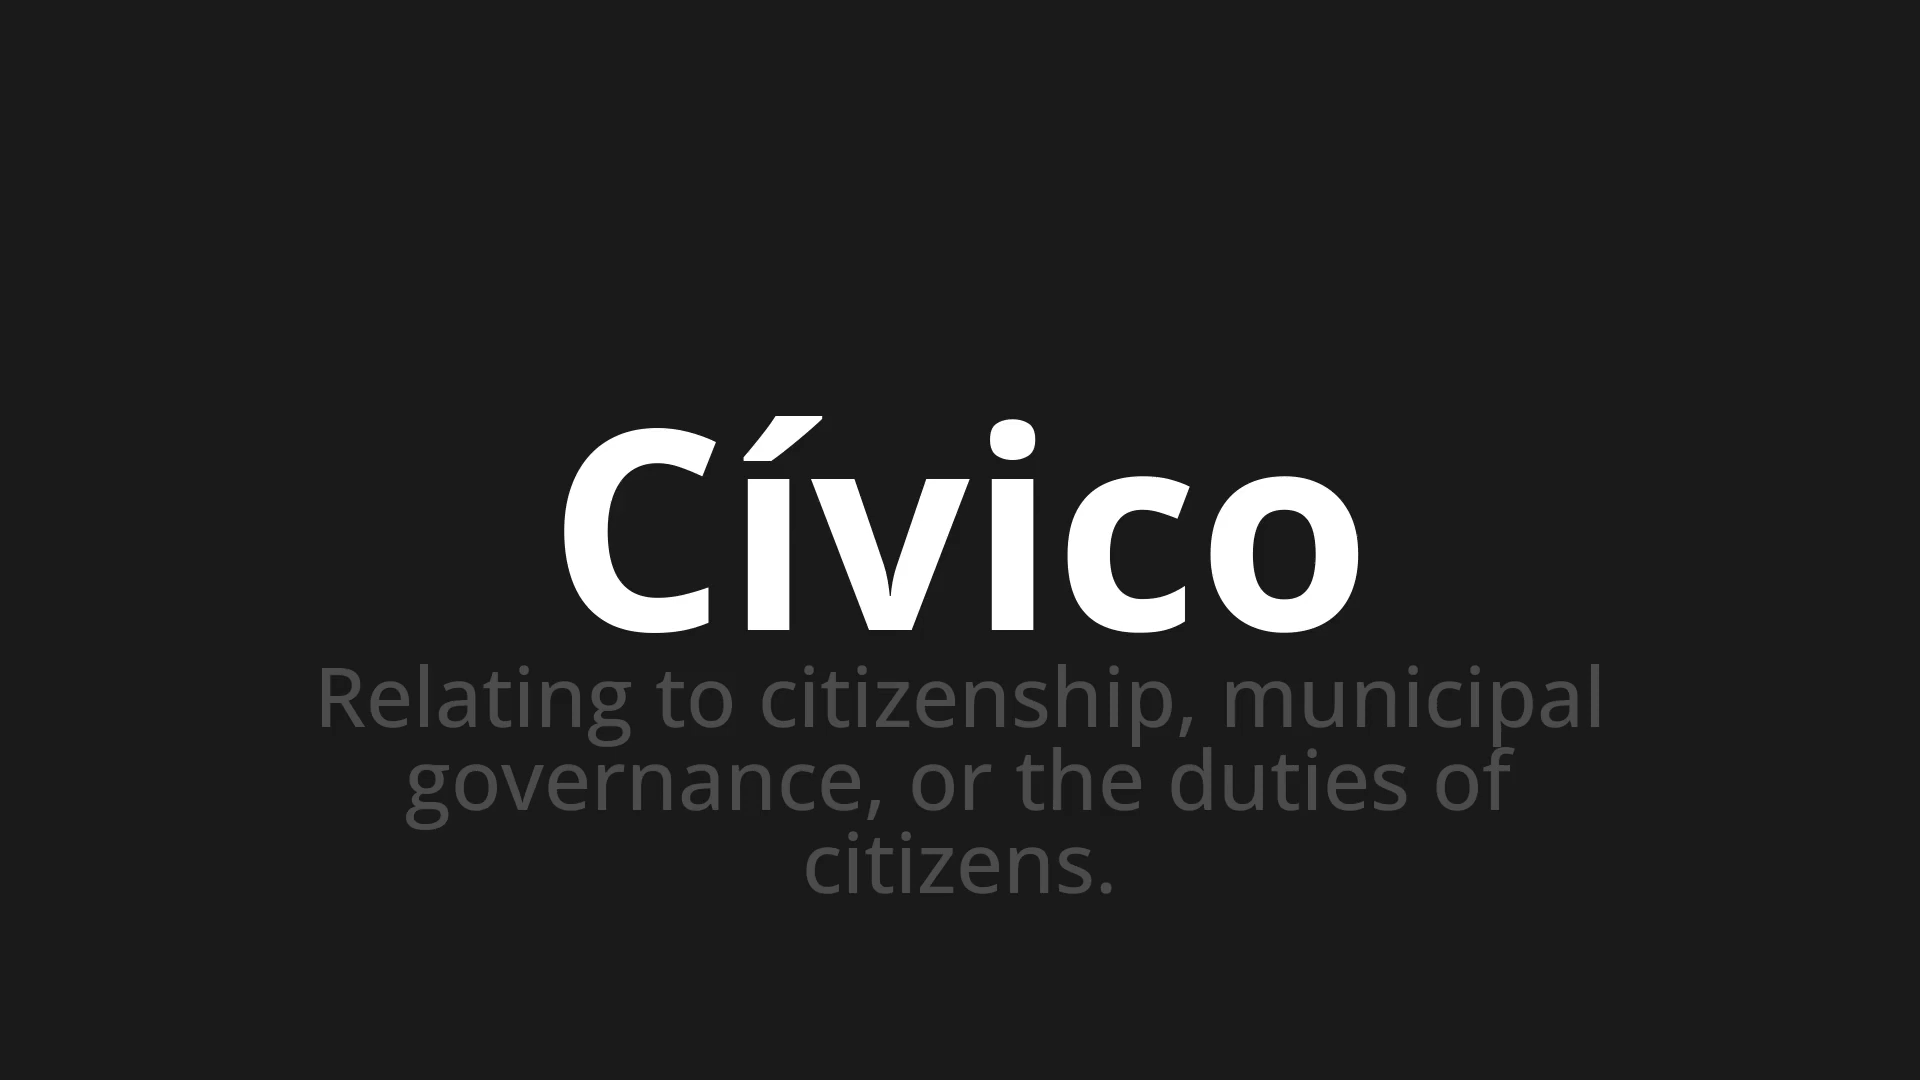 Cívico
Relating to citizenship, municipal
governance, or the duties of
citizens.